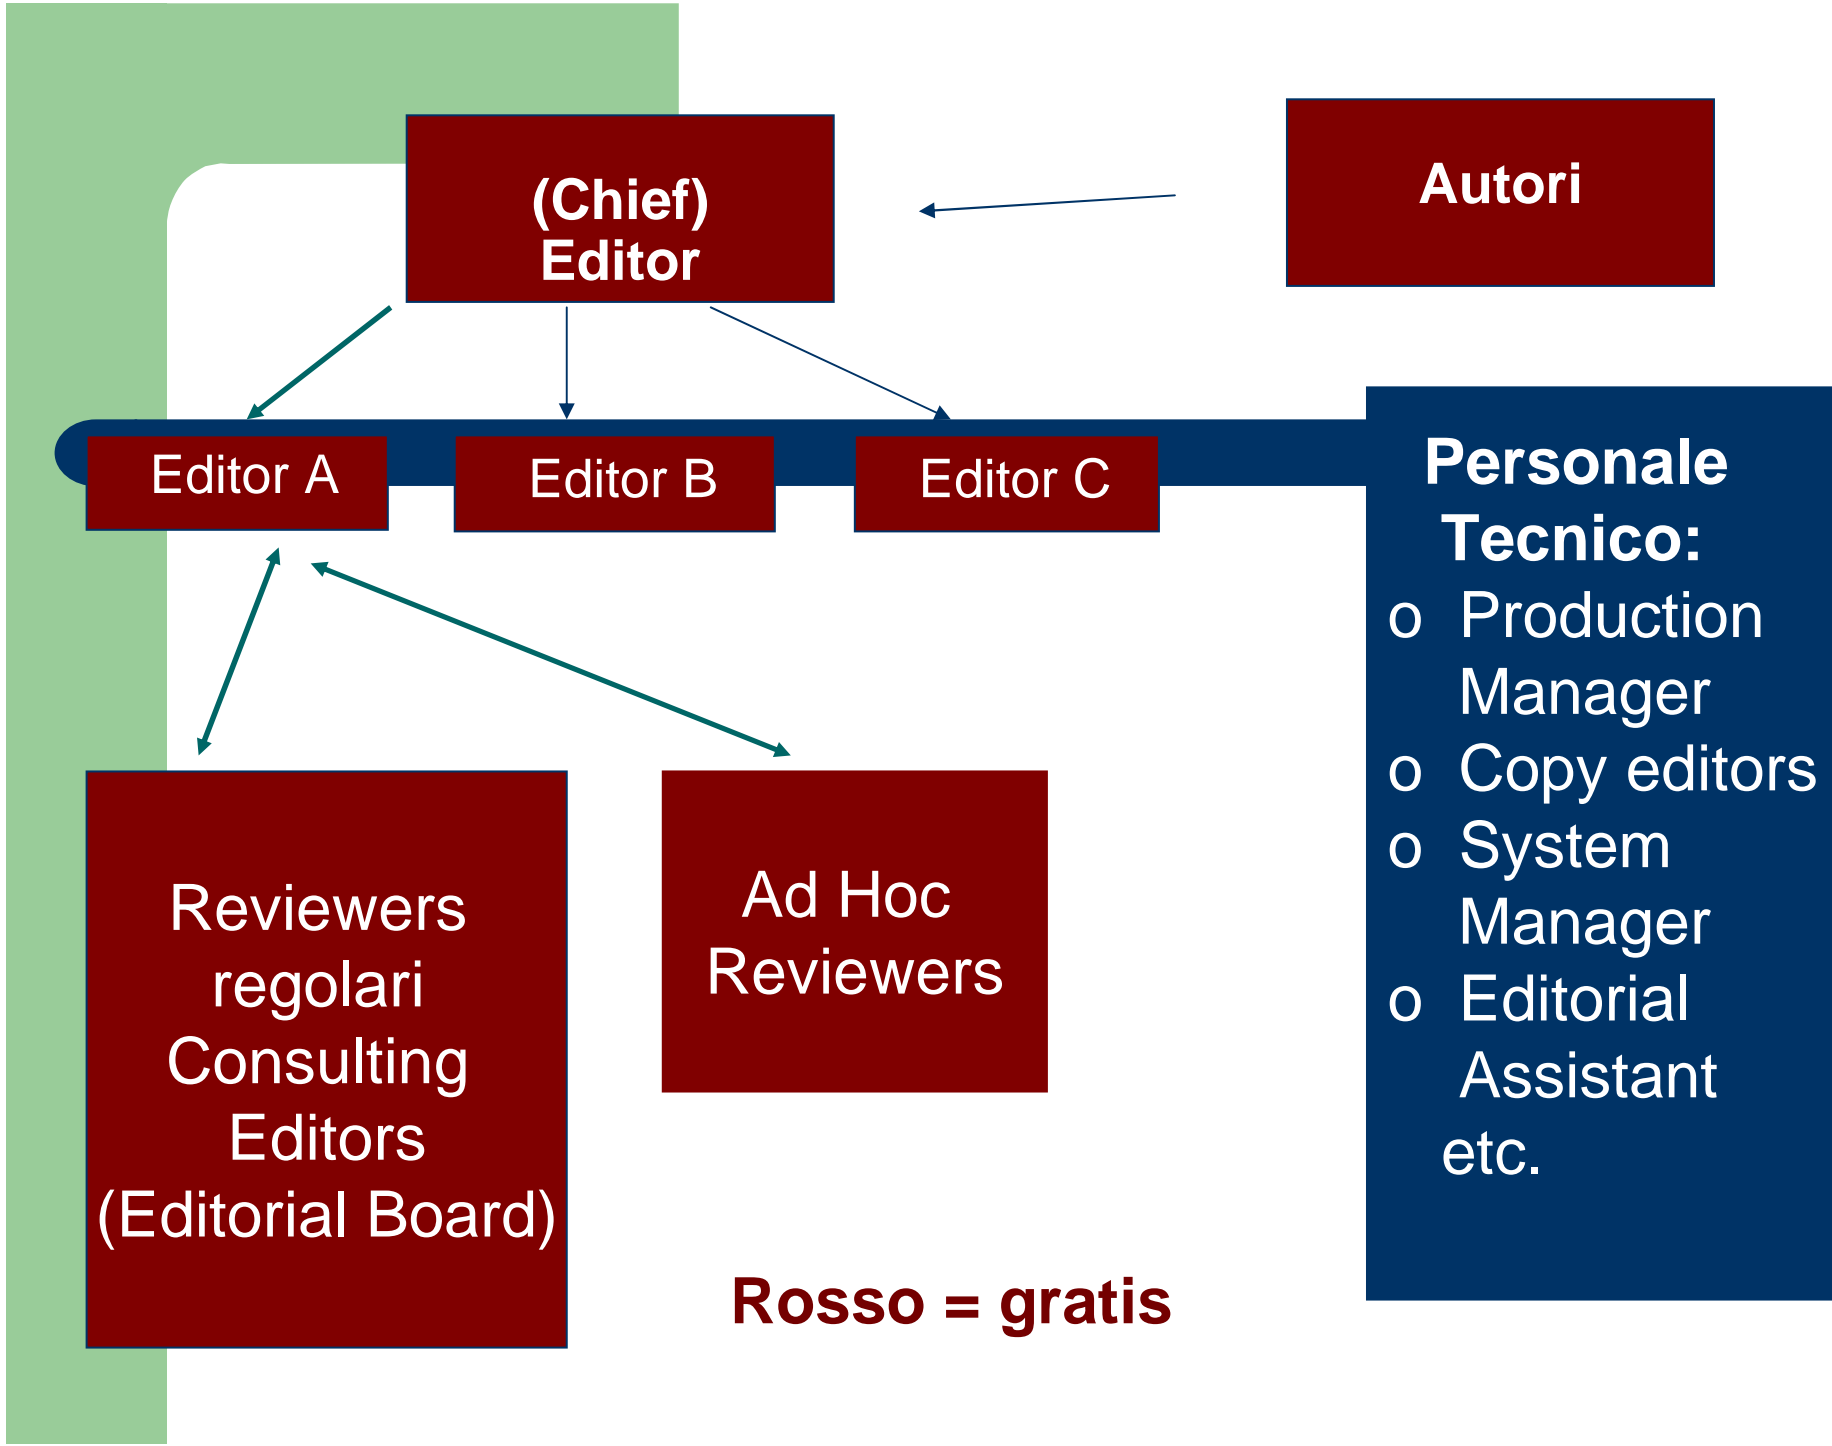 (Chief)
Editor
Autori
Editor A
Editor B
Editor C
Personale
Tecnico:
o Production
Manager
o Copy editors
o System
Manager
o Editorial
Assistant
etc.
Reviewers
regolari
Consulting
Editors
(Editorial Board)
Ad Hoc
Reviewers
Rosso = gratis